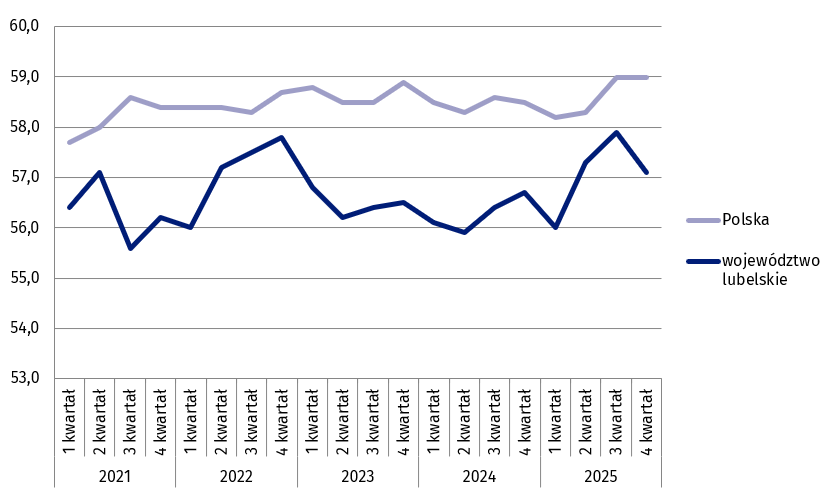 60,0
59,0
58,0
57,0
56,0
55,0
54,0
53,0
1 kwartał
2 kwartał
3 kwartał
4 kwartał
1 kwartał
2 kwartał
3 kwartał
4 kwartał
1 kwartał
2 kwartał
3 kwartał
4 kwartał
1 kwartał
2 kwartał
3 kwartał
4 kwartał
1 kwartał
2 kwartał
3 kwartał
4 kwartał
2021
2022
2023
2024
2025
Polska
województwo
lubelskie